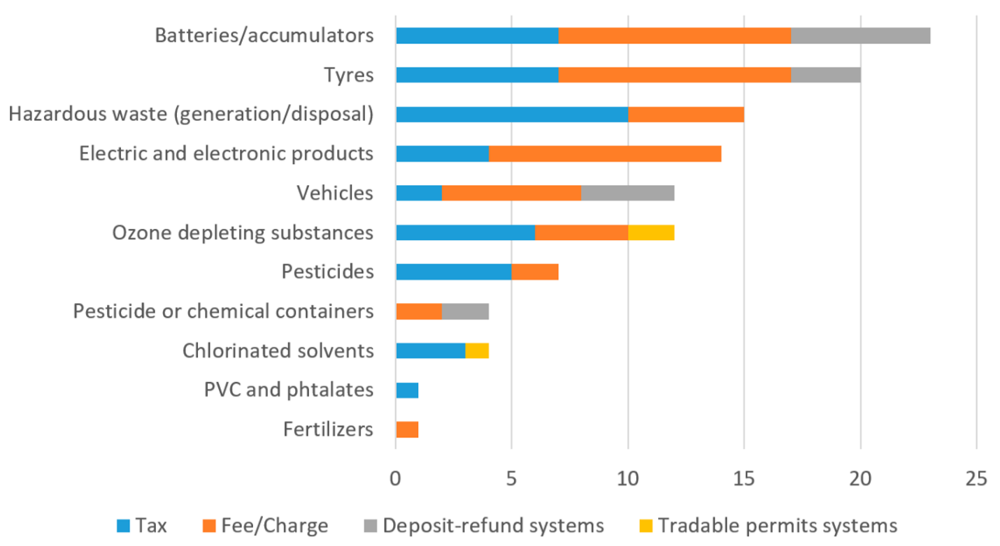 Batteries/accumulators
Tyres
Hazardous waste (generation/disposal)
Electric and electronic products
Vehicles
Ozone depleting substances
Pesticides
Pesticide or chemical containers
Chlorinated solvents
PVC and phtalates
Fertilizers
0 5 10 15 20 25
Tax Fee/Charge Deposit-refund systems Tradable permits systems